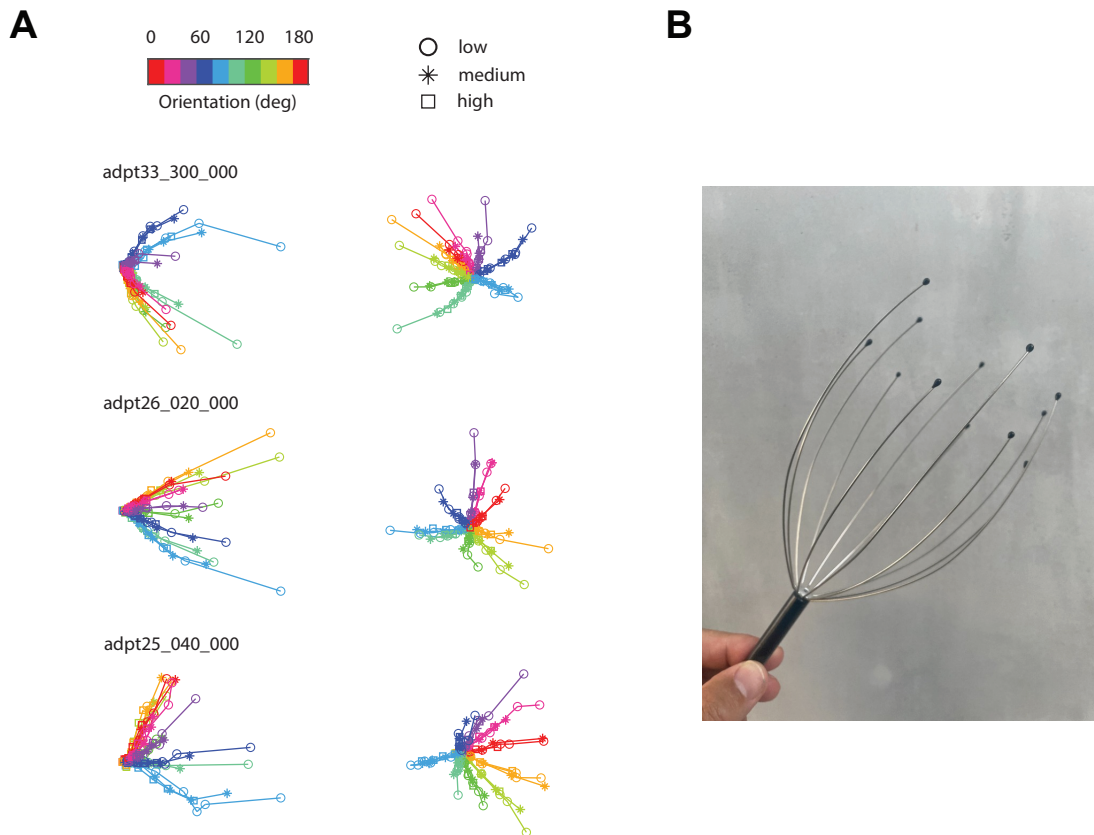 A
B
0 60 120 180
Orientation (deg)
low
medium
high
adpt33_300_000
adpt26_020_000
adpt25_040_000